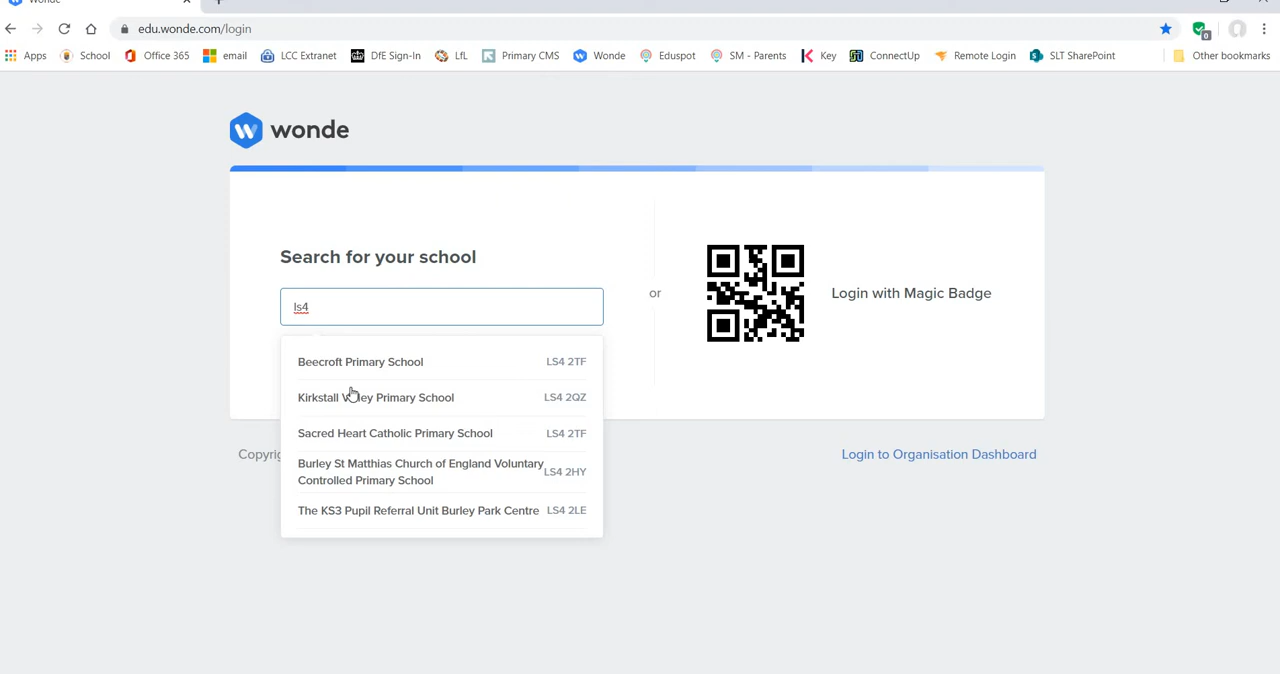 Wonde
edu.wonde.com/login
Apps School Office 365 email LCC Extranet DfE Sign-In LfL Primary CMS Wonde Eduspot SM - Parents Key ConnectUp Remote Login SLT SharePoint Other bookmarks
wonde
Search for your school
ls4
Beecroft Primary School LS4 2TF
Kirkstall Valley Primary School LS4 2QZ
Sacred Heart Catholic Primary School LS4 2TF
Burley St Matthias Church of England Voluntary
Controlled Primary School LS4 2HY
The KS3 Pupil Referral Unit Burley Park Centre LS4 2LE
or
Login with Magic Badge
Copyrig
Login to Organisation Dashboard